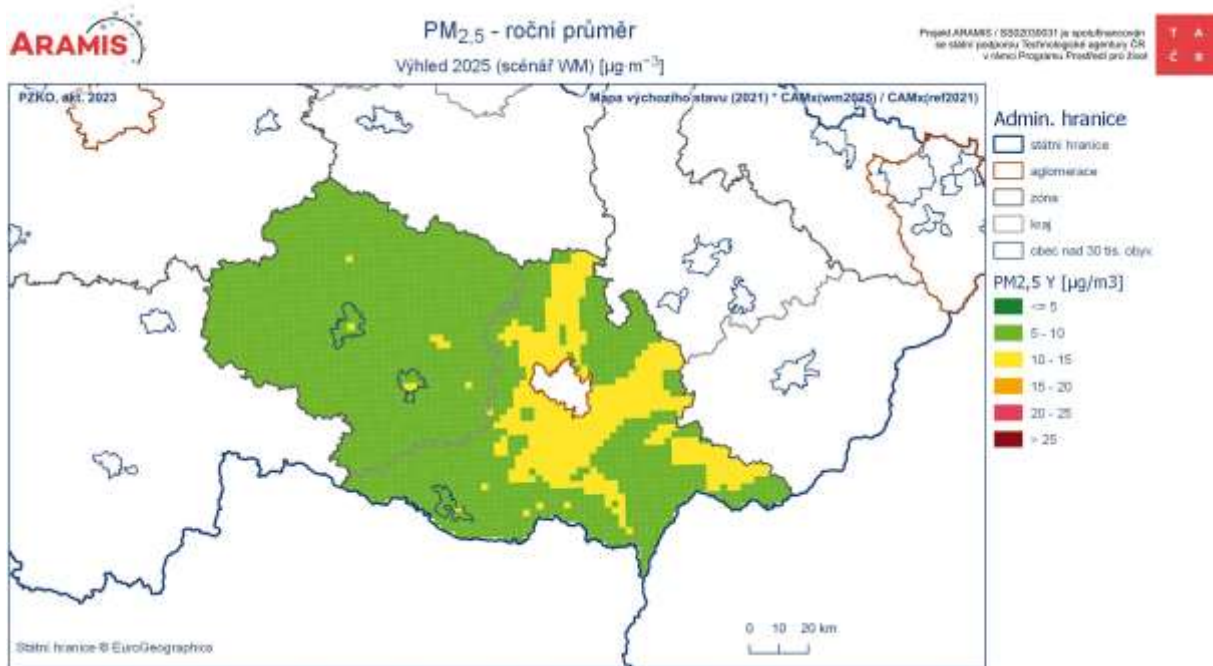 ARAMIS
PM2,5 - roční průměr
Výhled 2025 (scénář WM) [µg·m−3]
Projekt ARAMIS / SS02030031 je spolufinancován
se státní podporou Technologické agentury ČR
v rámci Programu Prostředí pro život
T A
Č R
PZKO, akt. 2023
Mapa výchozího stavu (2021) * CAMx(wm2025) / CAMx(ref2021)
Admin. hranice
státní hranice
aglomerace
zóna
kraj
obec nad 30 tis. obyv.
PM2,5 Y [µg/m3]
<= 5
5 - 10
10 - 15
15 - 20
20 - 25
> 25
0 10 20 km
Státní hranice © EuroGeographics